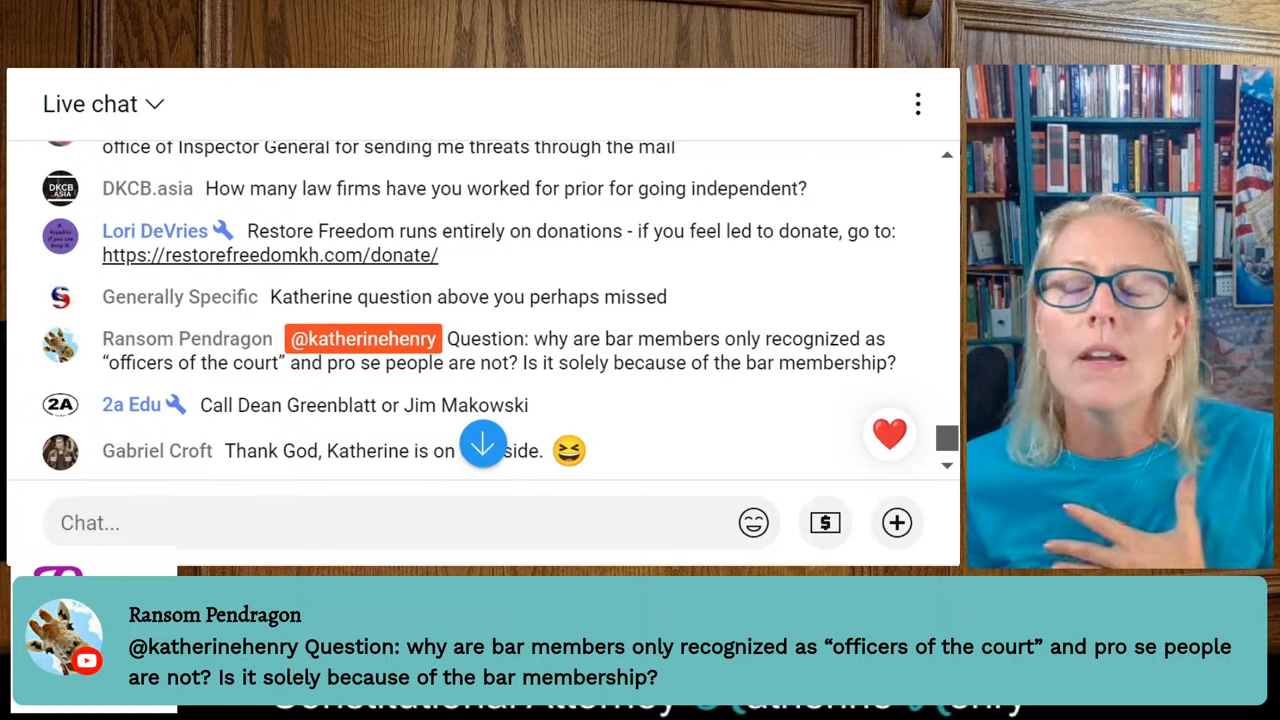 Live chat
office of Inspector General for sending me threats through the mail
DKCB.asia How many law firms have you worked for prior for going independent?
Lori DeVries Restore Freedom runs entirely on donations - if you feel led to donate, go to:
https://restorefreedomkh.com/donate/
Generally Specific Katherine question above you perhaps missed
Ransom Pendragon @katherinehenry Question: why are bar members only recognized as
“officers of the court” and pro se people are not? Is it solely because of the bar membership?
2A 2a Edu Call Dean Greenblatt or Jim Makowski
Gabriel Croft Thank God, Katherine is on side.
Chat...
Ransom Pendragon
@katherinehenry Question: why are bar members only recognized as “officers of the court” and pro se people
are not? Is it solely because of the bar membership?